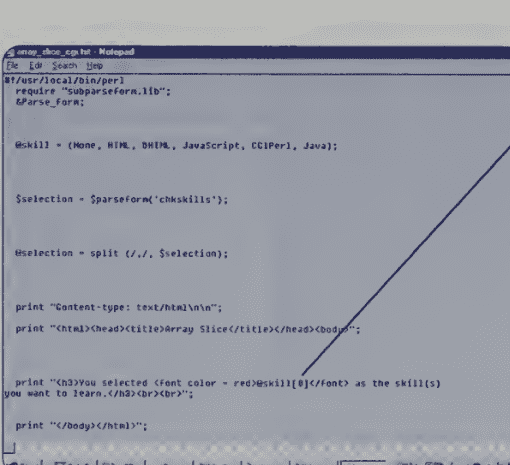 array_slice_cgi.txt - Notepad
File Edit Search Help
#!/usr/local/bin/perl
require "subparseform.lib";
&Parse_Form;
@skill = (None, HTML, DHTML, JavaScript, CGIPerl, Java);
$selection = $parseform('chkskills');
@selection = split (/,/, $selection);
print "Content-type: text/html\n\n";
print "<html><head><title>Array Slice</title></head><body>";
print "<h3>You selected <font color = red>@skill[0]</font> as the skill(s)
you want to learn.</h3><br><br>";
print "</body></html>";